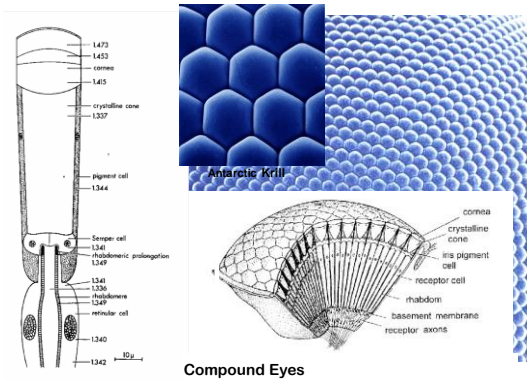 1.473
1.453
cornea
1.415
crystalline
cone
1.337
pigment cell
1.344
Semper cell
1.341
rhabdomeric prolongation
1.349
1.341
1.336
rhabdomere
1.349
retinular cell
1.340
1.342
10 μ
Antarctic Krill
cornea
crystalline
cone
iris pigment
cell
receptor cell
rhabdom
basement membrane
receptor axons
Compound Eyes